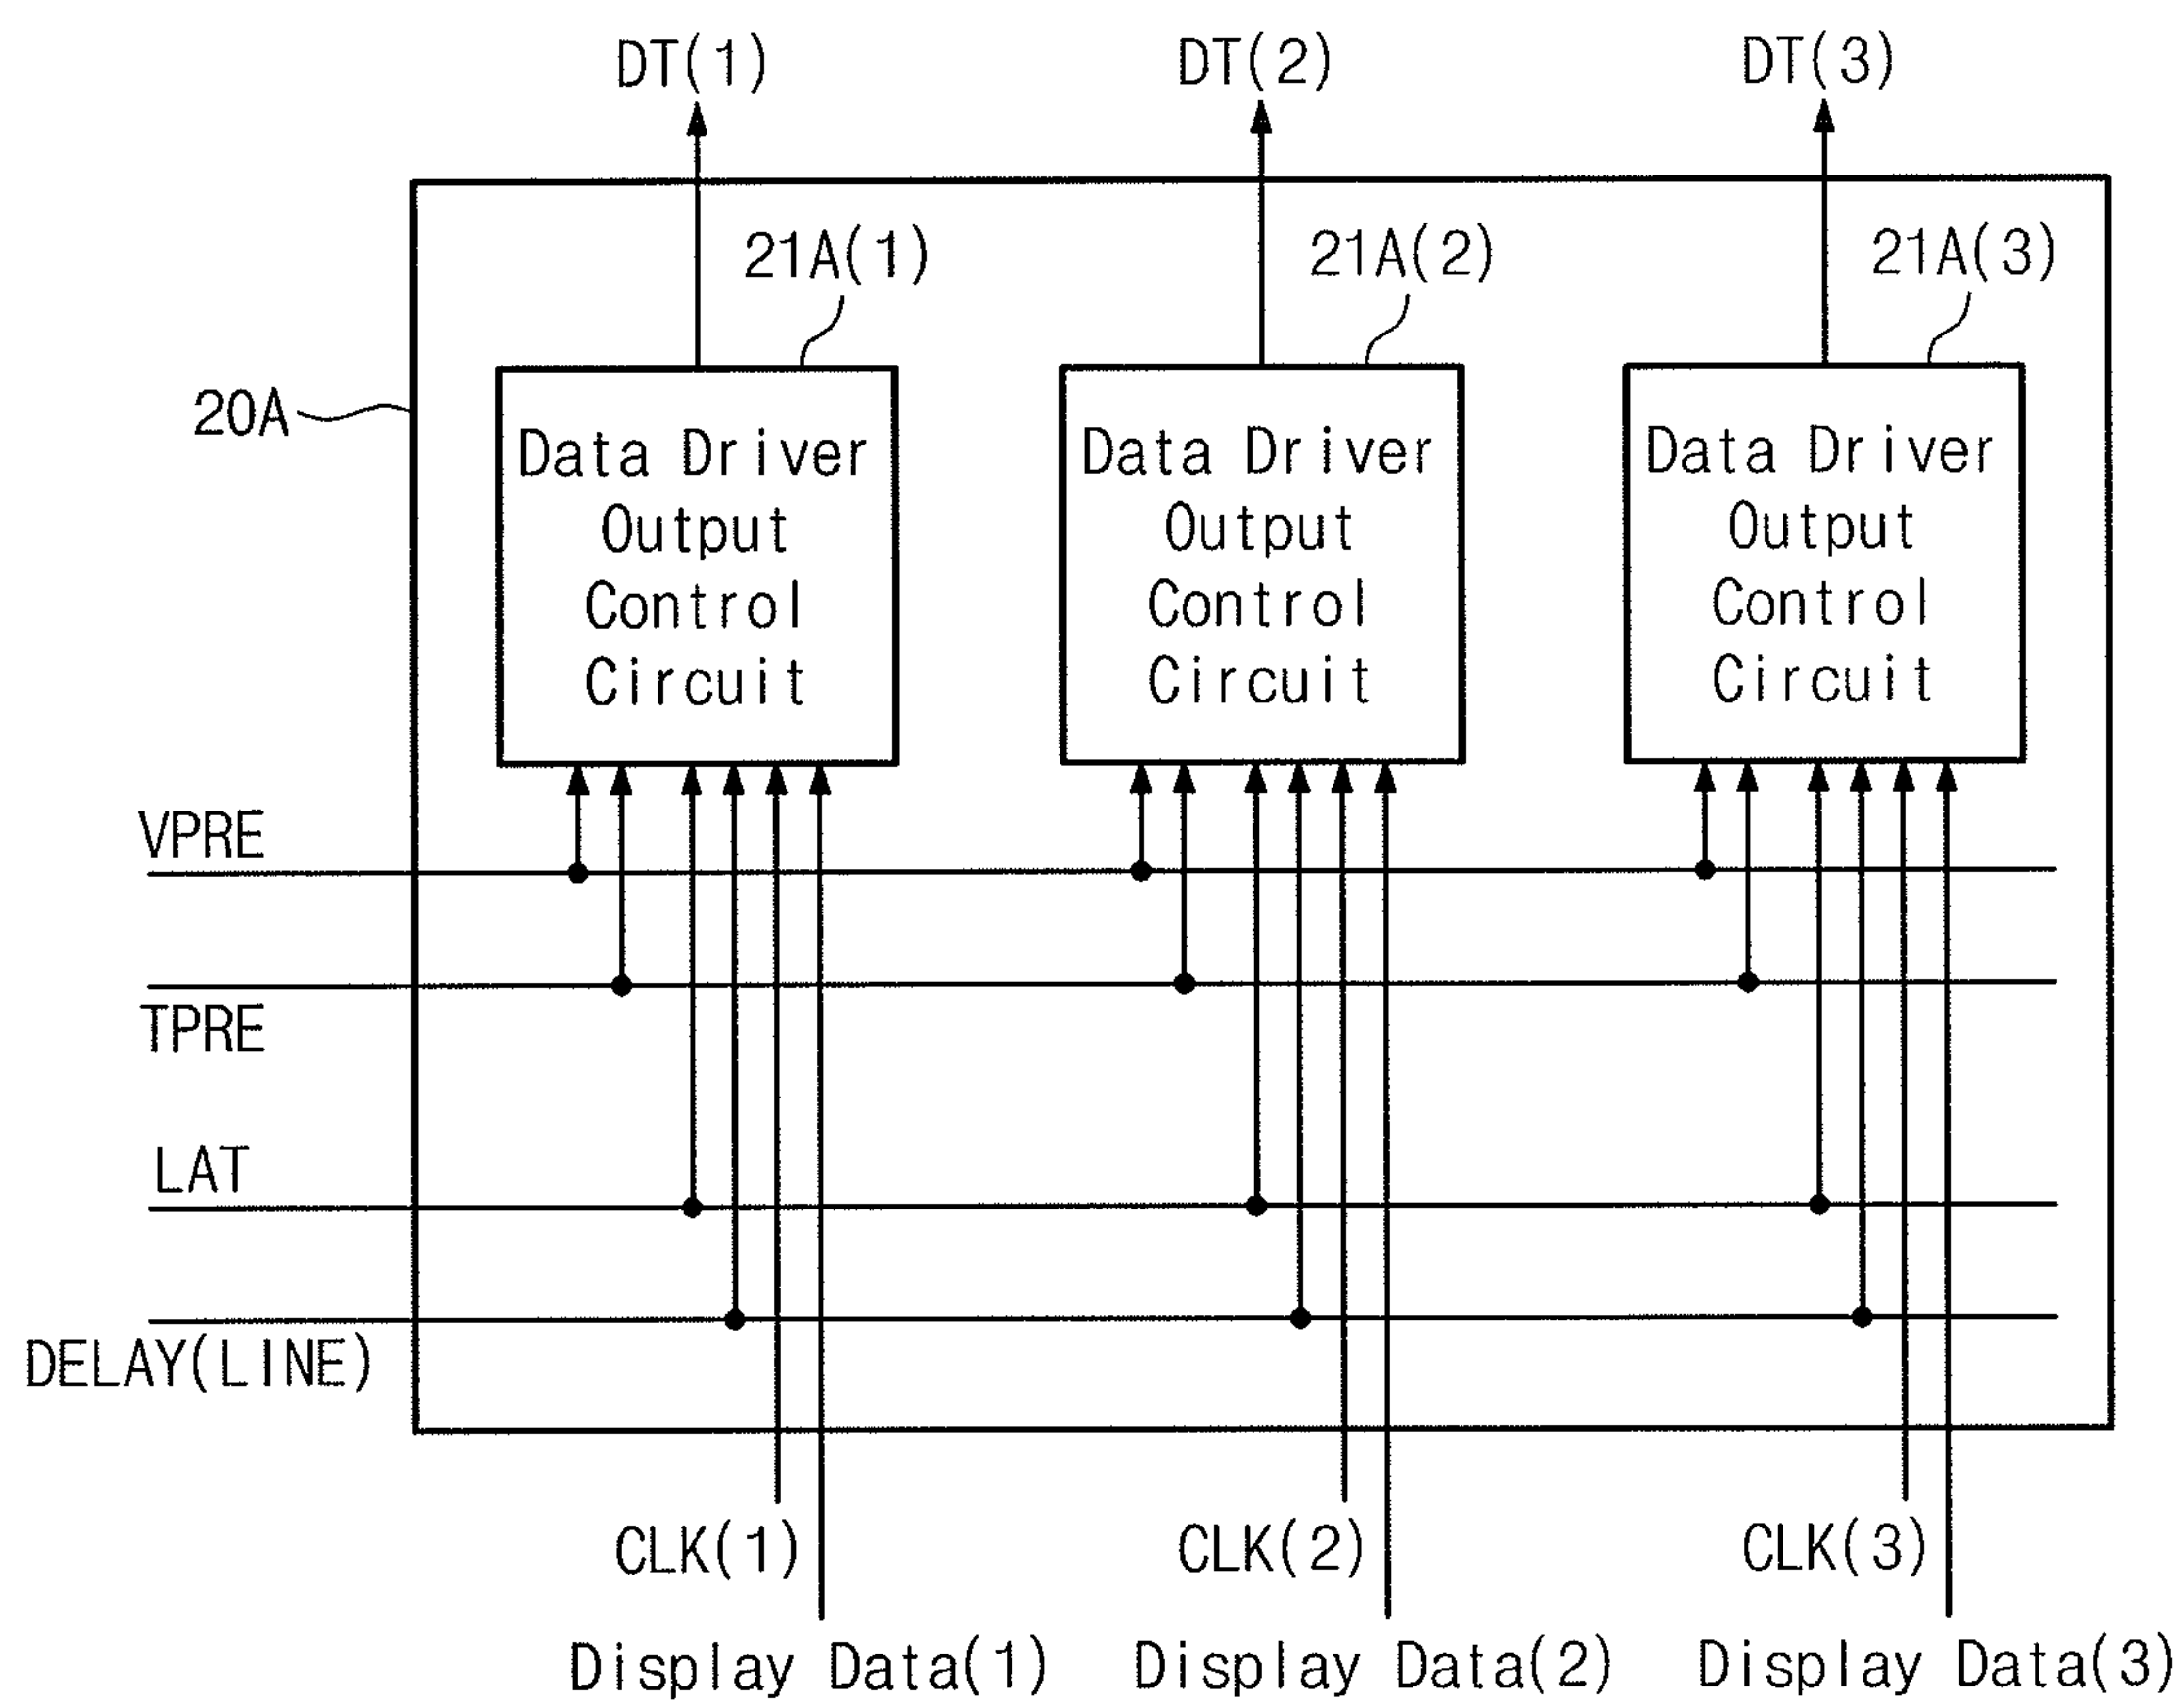 DT(1) DT(2) DT(3)
21A(1) 21A(2) 21A(3)
20A
Data Driver Data Driver Data Driver
Output Output Output
Control Control Control
Circuit Circuit Circuit
VPRE
TPRE
LAT
DELAY(LINE)
CLK(1) CLK(2) CLK(3)
Display Data(1) Display Data(2) Display Data(3)